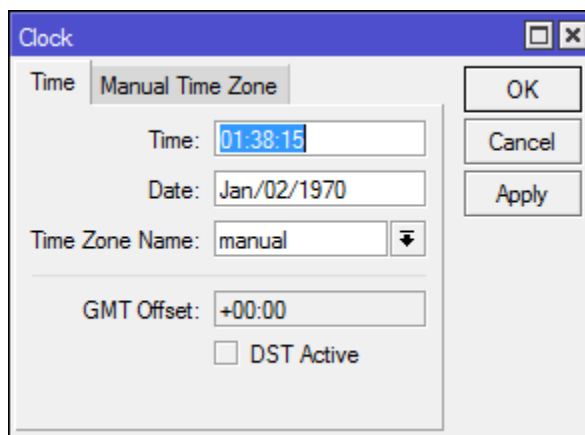 Clock
Time Manual Time Zone
OK
Time: 01:38:15
Cancel
Date: Jan/02/1970
Apply
Time Zone Name: manual
GMT Offset: +00:00
DST Active